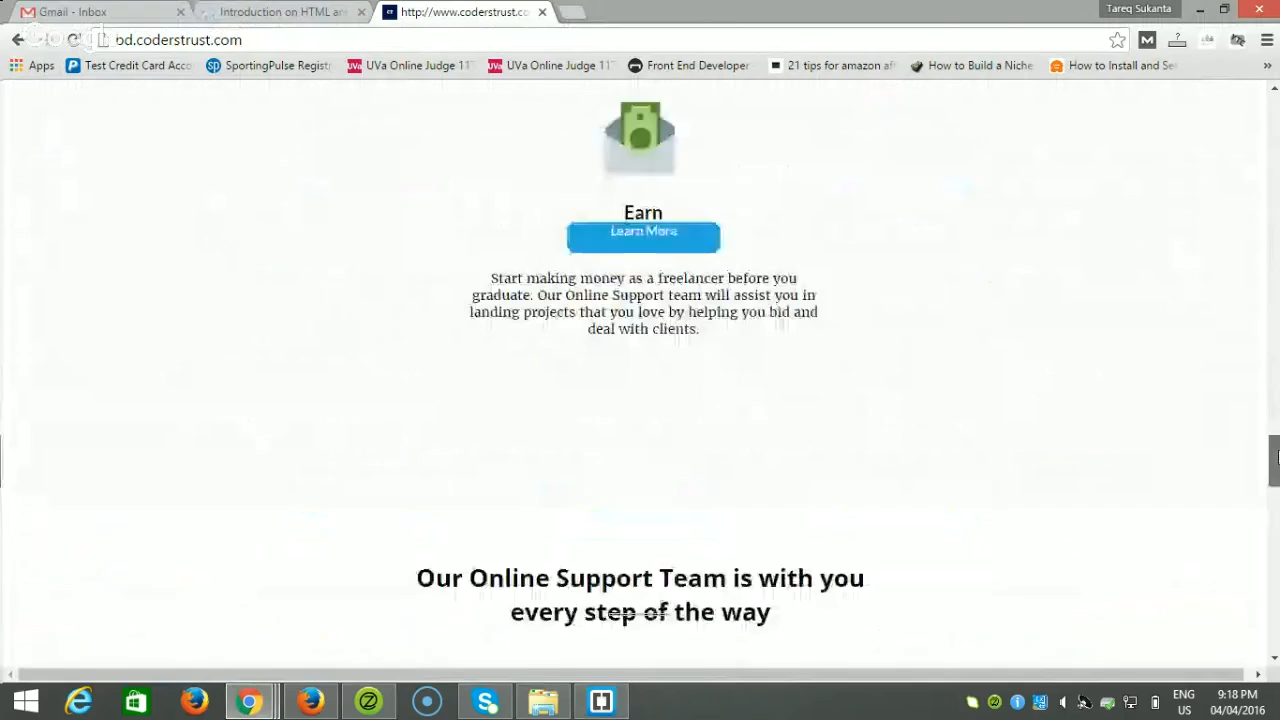 Gmail - Inbox
Introduction on HTML an
http://www.coderstrust.co
Tareq Sukanta
bd.coderstrust.com
Apps
Test Credit Card Acco
SportingPulse Registr
UVa Online Judge 11
UVa Online Judge 11
Front End Developer
21 tips for amazon af
How to Build a Niche
How to Install and Se
Earn
Learn More
Start making money as a freelancer before you
graduate. Our Online Support team will assist you in
landing projects that you love by helping you bid and
deal with clients.
Our Online Support Team is with you
every step of the way
ENG
US
9:18 PM
04/04/2016